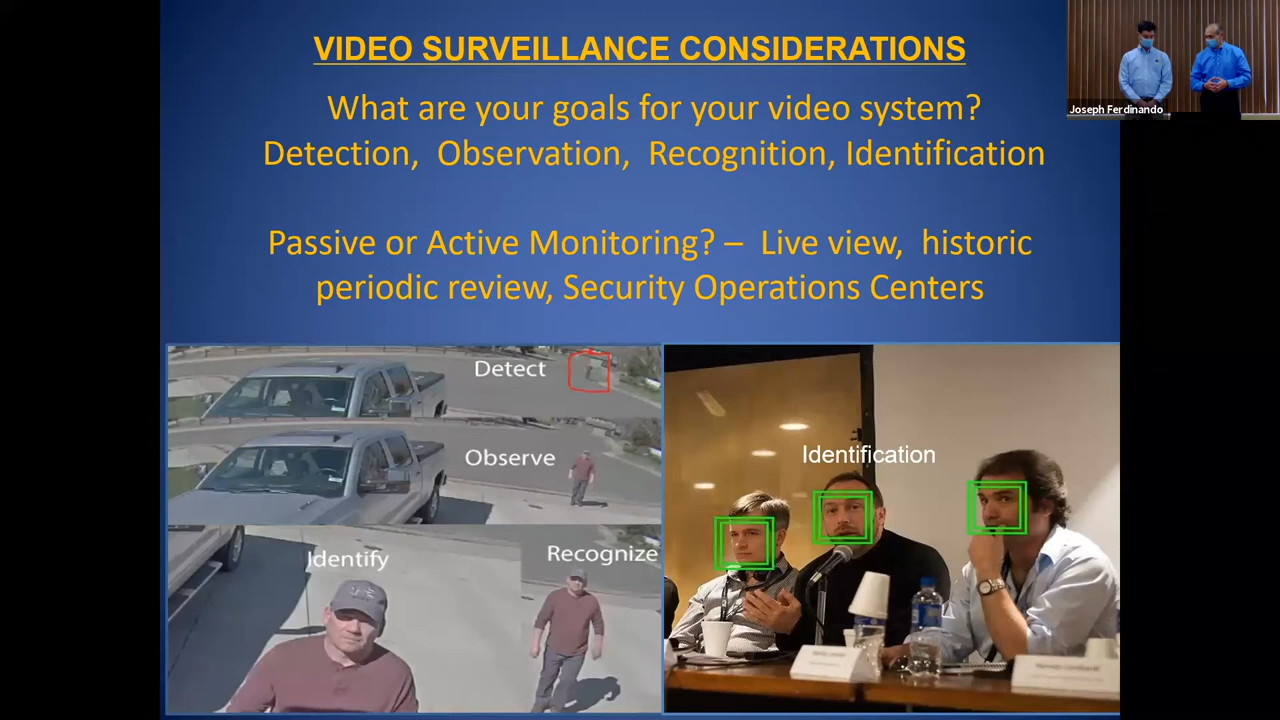 VIDEO SURVEILLANCE CONSIDERATIONS
What are your goals for your video system?
Detection, Observation, Recognition, Identification
Passive or Active Monitoring? – Live view, historic
periodic review, Security Operations Centers
Joseph Ferdinando
Detect
Observe
Identify
Recognize
Identification